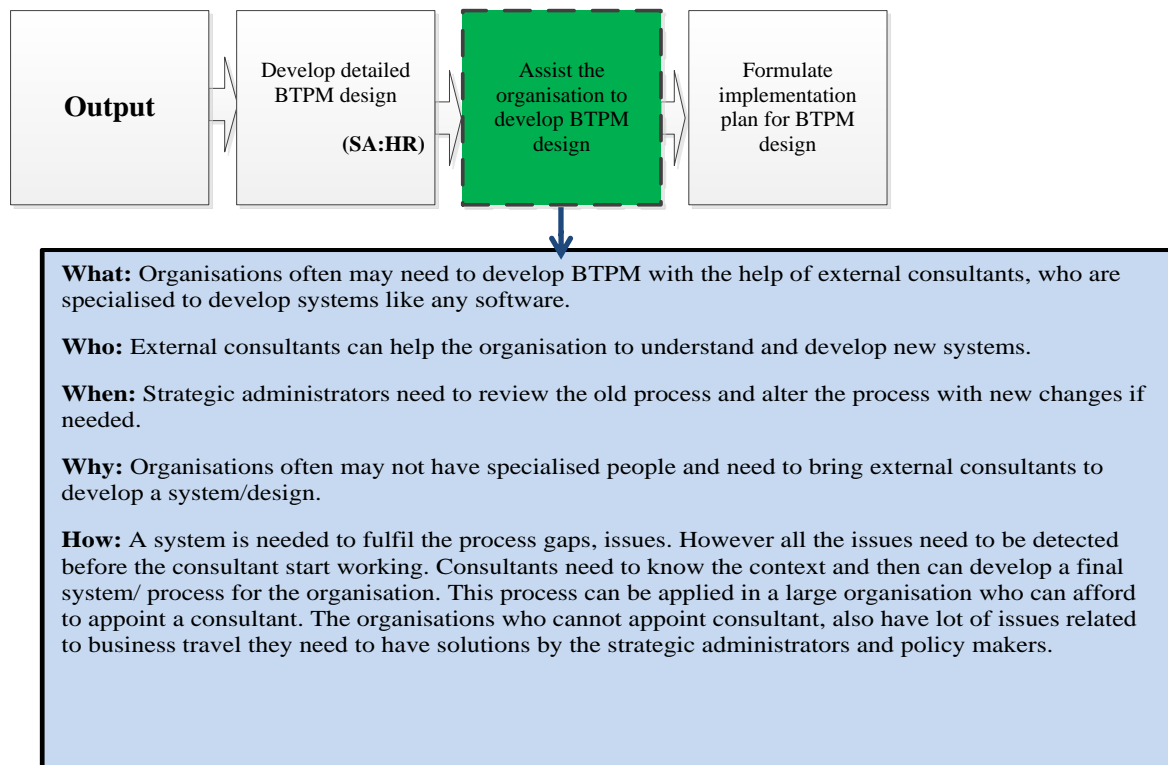 Output
Develop detailed
BTPM design
(SA:HR)
Assist the
organisation to
develop BTPM
design
Formulate
implementation
plan for BTPM
design
What: Organisations often may need to develop BTPM with the help of external consultants, who are
specialised to develop systems like any software.
Who: External consultants can help the organisation to understand and develop new systems.
When: Strategic administrators need to review the old process and alter the process with new changes if
needed.
Why: Organisations often may not have specialised people and need to bring external consultants to
develop a system/design.
How: A system is needed to fulfil the process gaps, issues. However all the issues need to be detected
before the consultant start working. Consultants need to know the context and then can develop a final
system/ process for the organisation. This process can be applied in a large organisation who can afford
to appoint a consultant. The organisations who cannot appoint consultant, also have lot of issues related
to business travel they need to have solutions by the strategic administrators and policy makers.